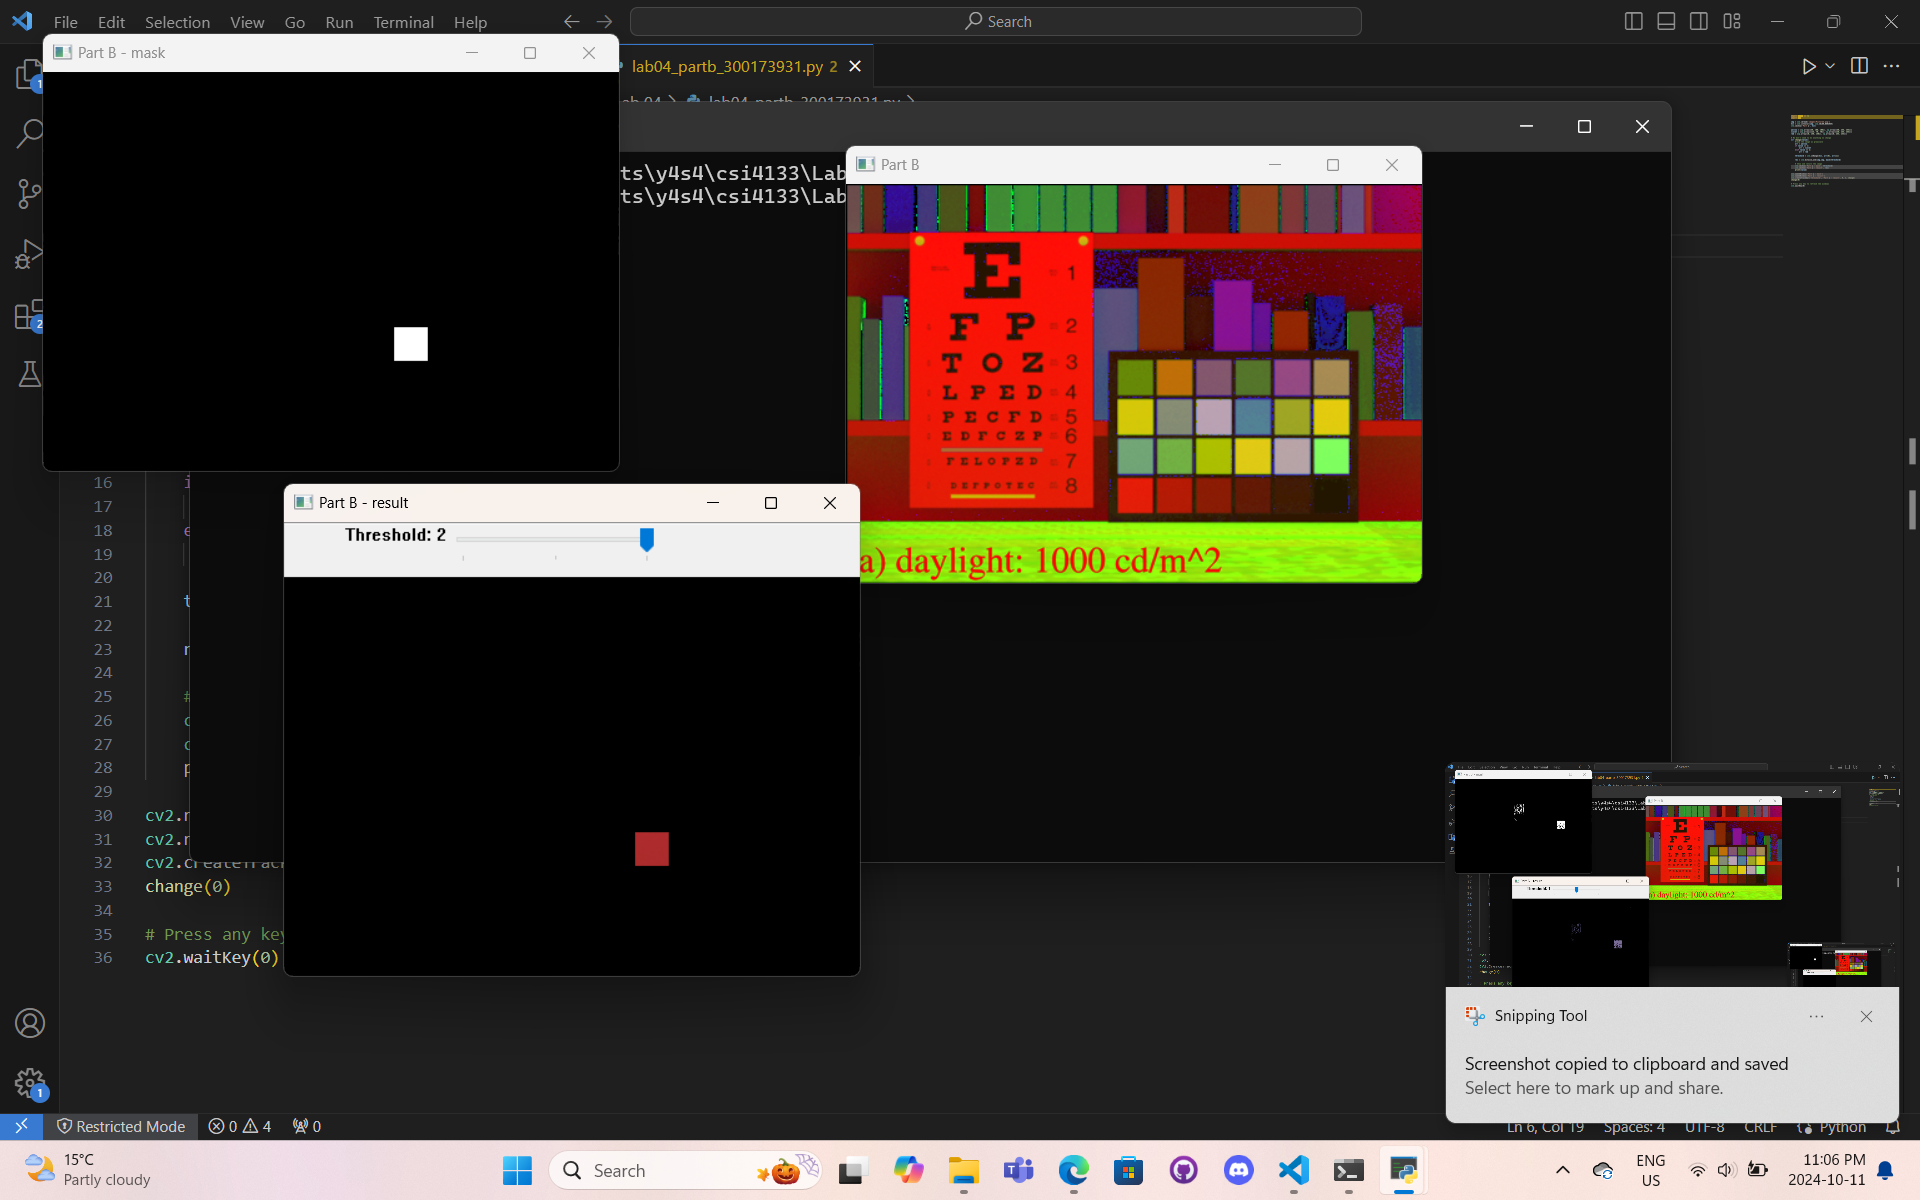 File Edit Selection View Go Run Terminal Help
Search
Part B - mask
lab04_partb_300173931.py 2
lab04_partb_300173931.py
ts\y4s4\csi4133\Lab
ts\y4s4\csi4133\Lab
Part B
E 1
F P 2
T O Z 3
L P E D 4
P E C F D 5
E D F C Z P 6
F E L O P Z D 7
D E F P O T E C 8
a) daylight: 1000 cd/m^2
1
2
Part B - result
Threshold: 2
16 i
17
18 e
19
20
21 t
22
23 n
24
25 #
26 c
27 c
28 p
29
30 cv2.n
31 cv2.n
32 cv2.createTrac
33 change(0)
34
35 # Press any key
36 cv2.waitKey(0)
Snipping Tool
Screenshot copied to clipboard and saved
Select here to mark up and share.
1
Restricted Mode 0 4 0
Ln 6, Col 19 Spaces: 4 UTF-8 CRLF Python
15°C
Partly cloudy
Search
ENG
US
11:06 PM
2024-10-11